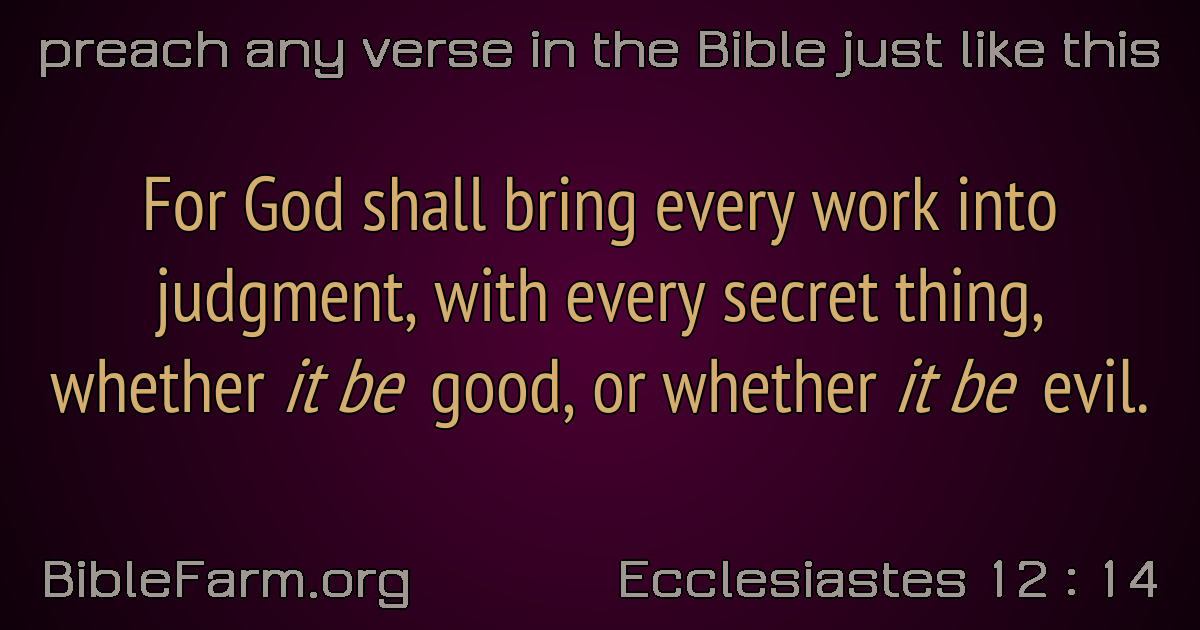 preach any verse in the Bible just like this
For God shall bring every work into
judgment, with every secret thing,
whether it be good, or whether it be evil.
BibleFarm.org
Ecclesiastes 12 : 14